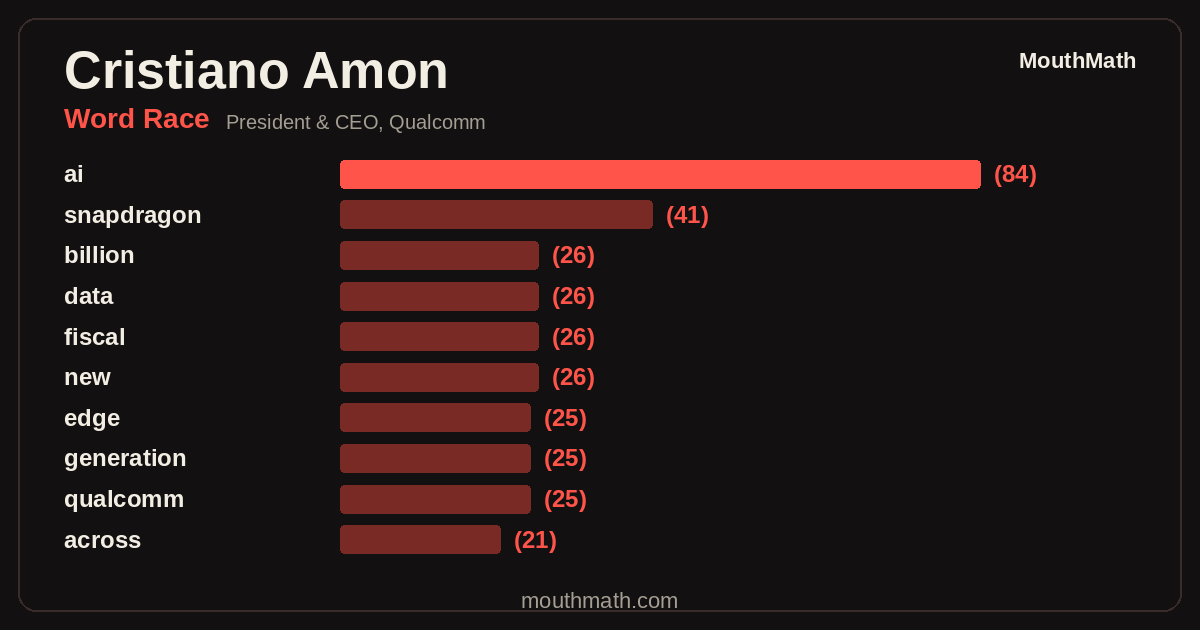 Cristiano Amon
MouthMath
Word Race President & CEO, Qualcomm
ai (84)
snapdragon (41)
billion (26)
data (26)
fiscal (26)
new (26)
edge (25)
generation (25)
qualcomm (25)
across (21)
mouthmath.com